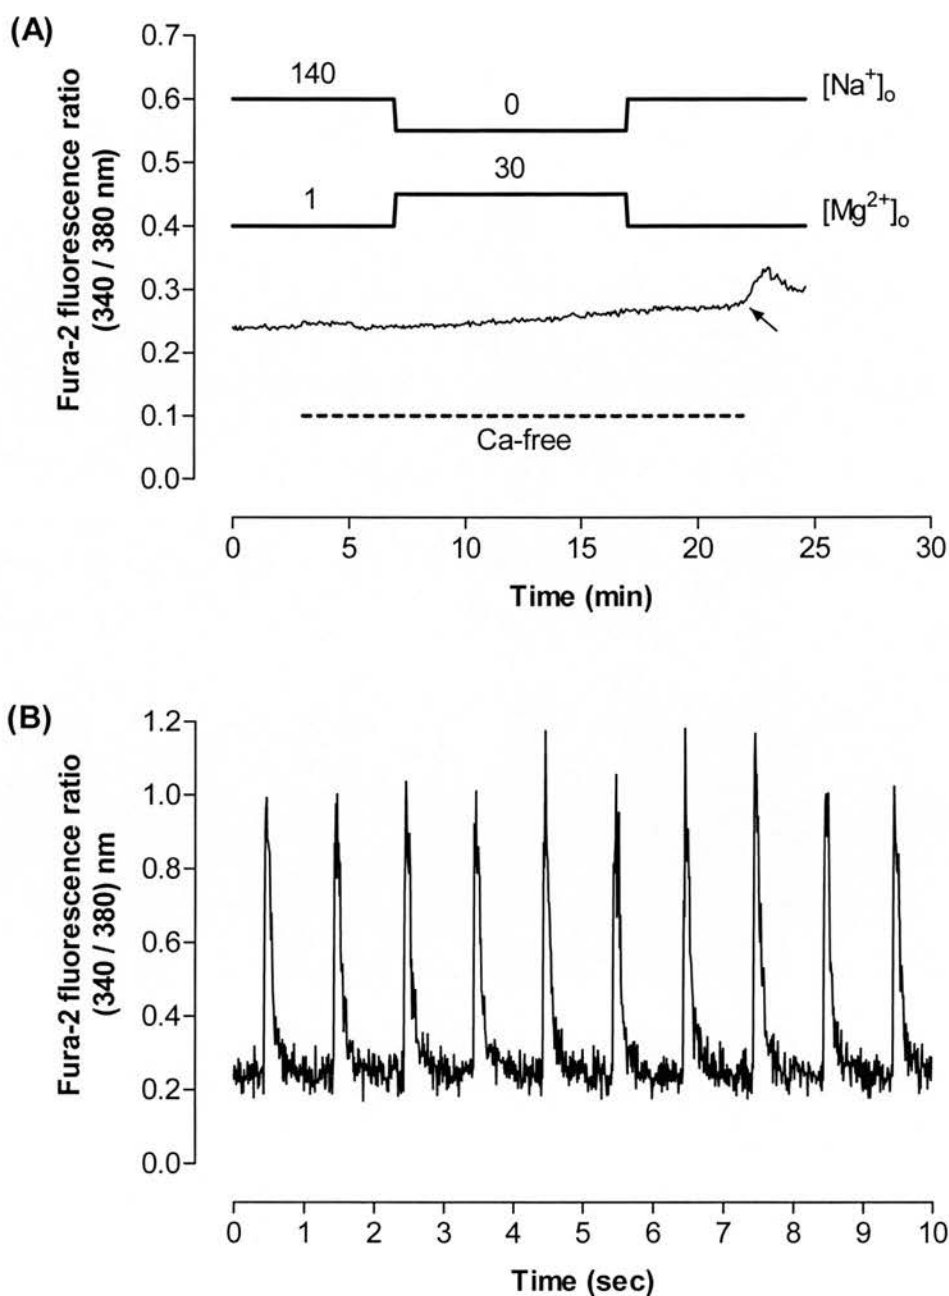 (A)
Fura-2 fluorescence ratio
(340 / 380 nm)
0.7
0.6
0.5
0.4
0.3
0.2
0.1
0.0
140
0
[Na⁺]ₒ
1
30
[Mg²⁺]ₒ
Ca-free
0 5 10 15 20 25 30
Time (min)
(B)
Fura-2 fluorescence ratio
(340 / 380) nm
1.2
1.0
0.8
0.6
0.4
0.2
0.0
0 1 2 3 4 5 6 7 8 9 10
Time (sec)